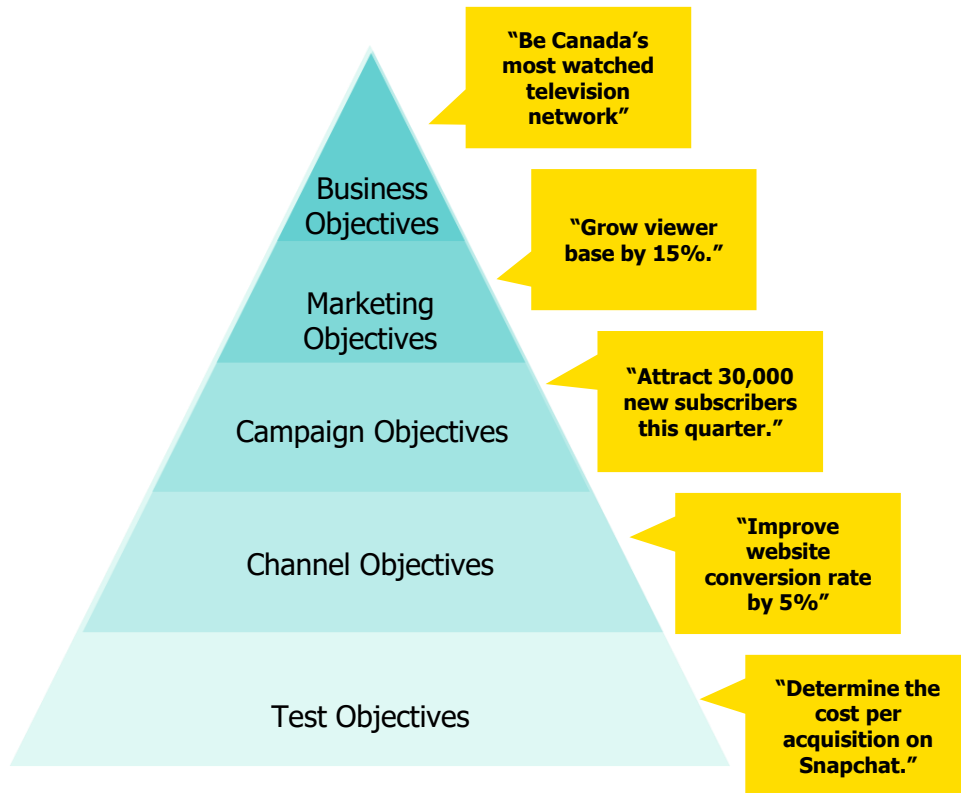 “Be Canada’s
most watched
television
network”
Business
Objectives
“Grow viewer
base by 15%.”
Marketing
Objectives
“Attract 30,000
new subscribers
this quarter.”
Campaign Objectives
“Improve
website
conversion rate
by 5%”
Channel Objectives
“Determine the
cost per
acquisition on
Snapchat.”
Test Objectives